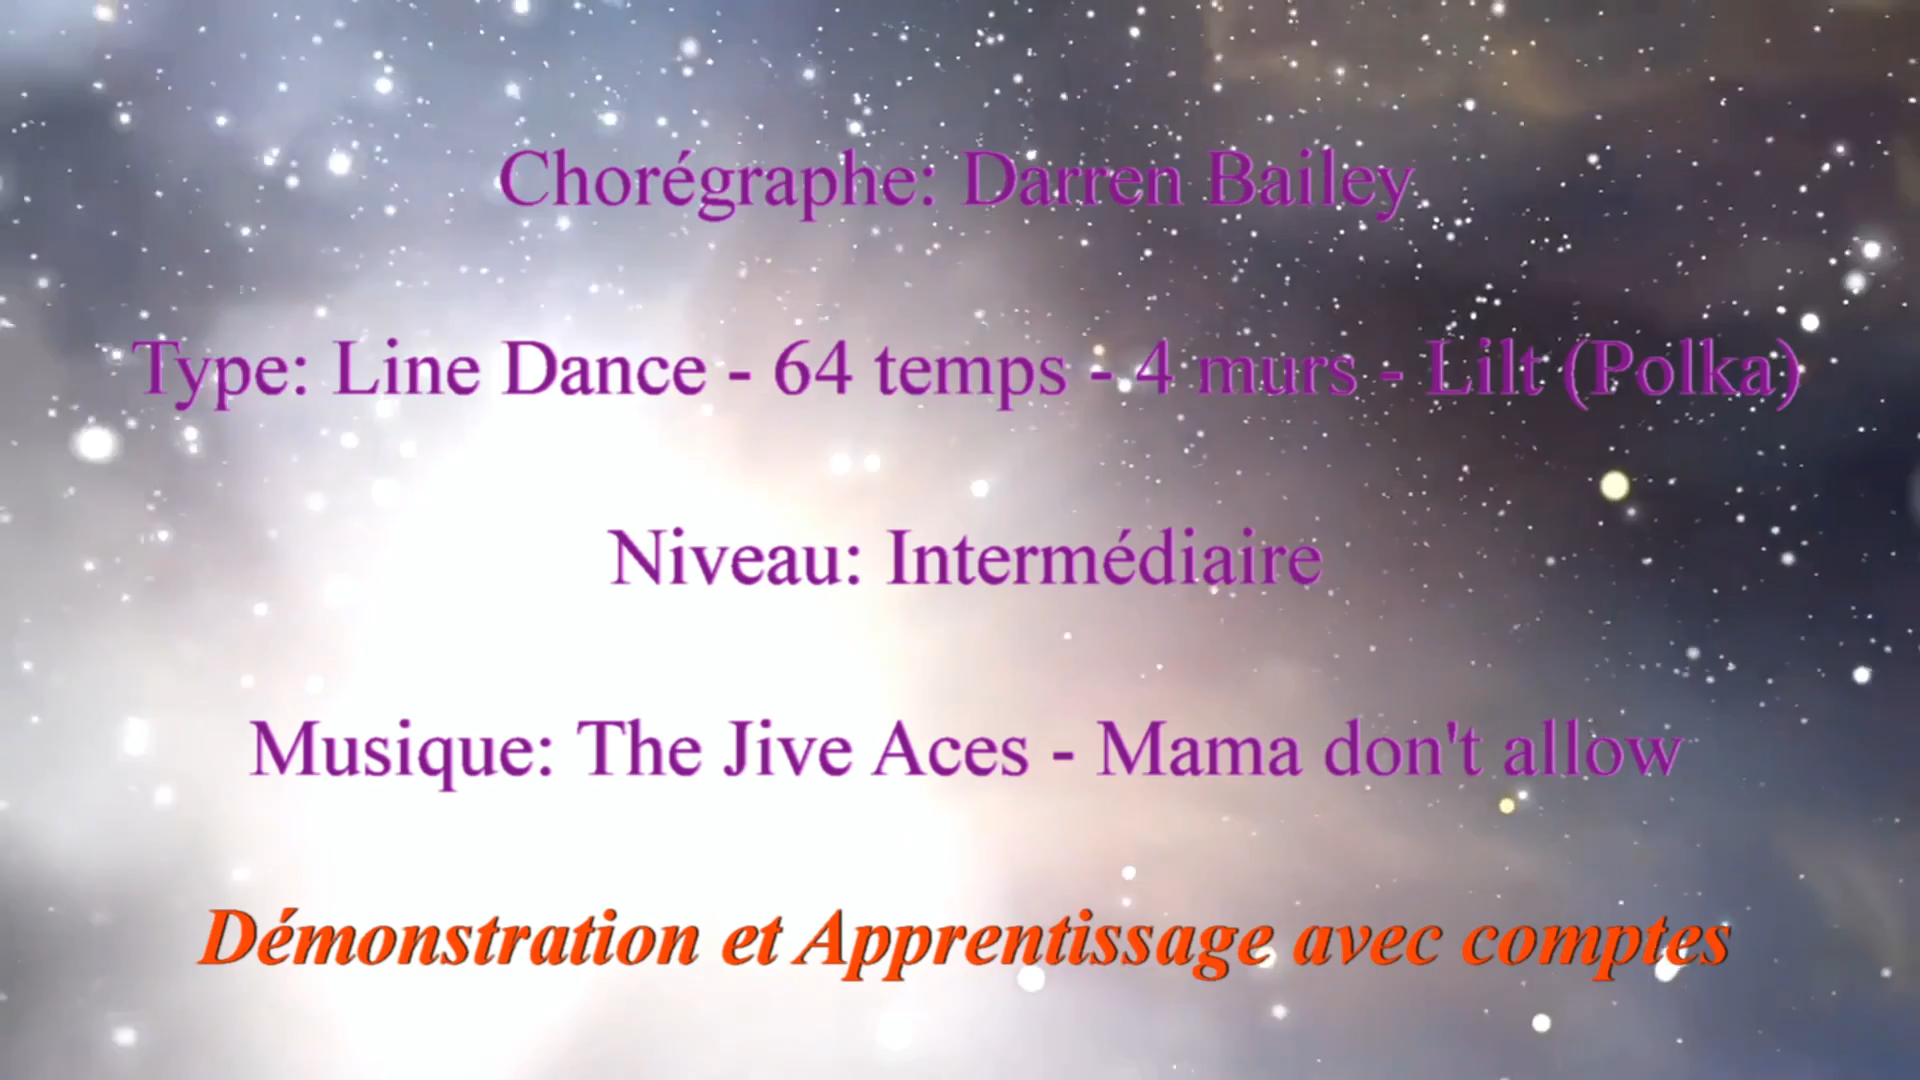 Chorégraphe: Darren Bailey
Type: Line Dance - 64 temps - 4 murs - Lilt (Polka)
Niveau: Intermédiaire
Musique: The Jive Aces - Mama don't allow
Démonstration et Apprentissage avec comptes